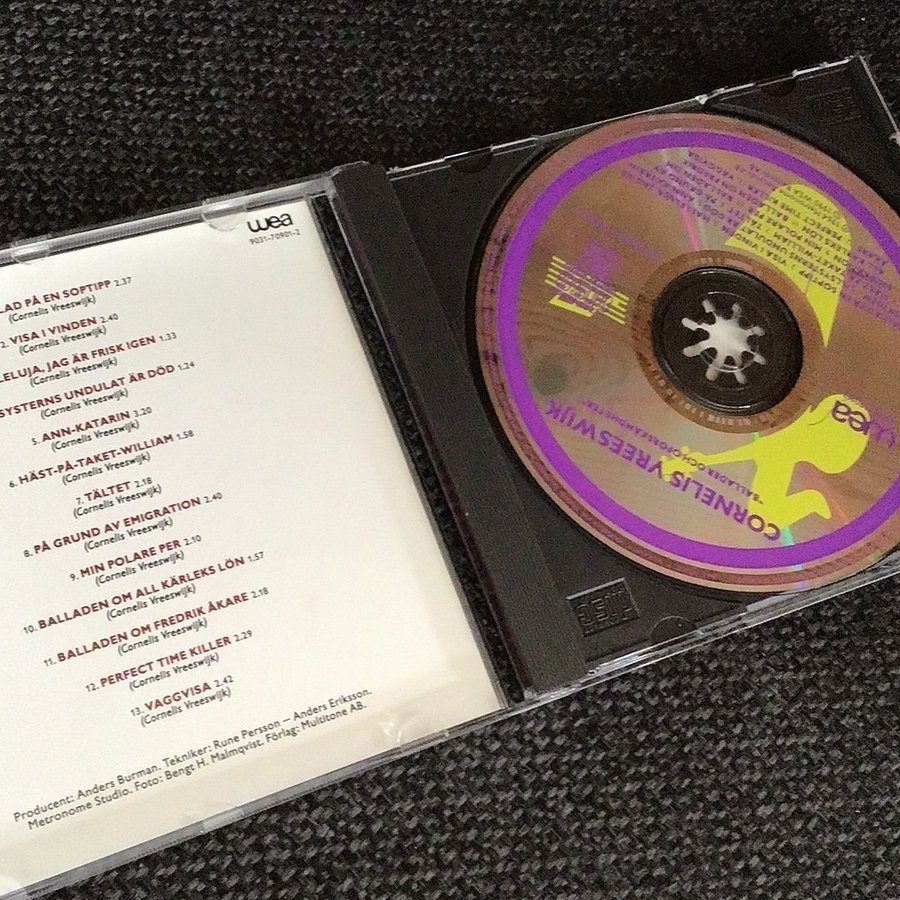 wea
9031-70901-2
LAD PÅ EN SOPTIPP 2.37
(Cornelis Vreeswijk)
2. VISA I VINDEN 2.40
(Cornelis Vreeswijk)
LELUJA, JAG ÄR FRISK IGEN 1.33
(Cornelis Vreeswijk)
SYSTERNS UNDULAT ÄR DÖD 1.24
(Cornelis Vreeswijk)
5. ANN-KATARIN 3.20
(Cornelis Vreeswijk)
6. HÄST-PÅ-TAKET-WILLIAM 1.58
(Cornelis Vreeswijk)
7. TÄLTET 2.18
(Cornelis Vreeswijk)
8. PÅ GRUND AV EMIGRATION 2.40
(Cornelis Vreeswijk)
9. MIN POLARE PER 2.10
(Cornelis Vreeswijk)
10. BALLADEN OM ALL KÄRLEKS LÖN 1.57
(Cornelis Vreeswijk)
11. BALLADEN OM FREDRIK ÅKARE 2.18
(Cornelis Vreeswijk)
12. PERFECT TIME KILLER 2.29
(Cornelis Vreeswijk)
13. VAGGVISA 2.42
(Cornelis Vreeswijk)
Producent: Anders Burman. Tekniker: Rune Persson – Anders Eriksson.
Metronome Studio. Foto: Bengt H. Malmqvist. Förlag: Multitone AB.
CORNELIS VREESWIJK
"BALLADER OCH OFÖRSKÄMDHETER"
wea